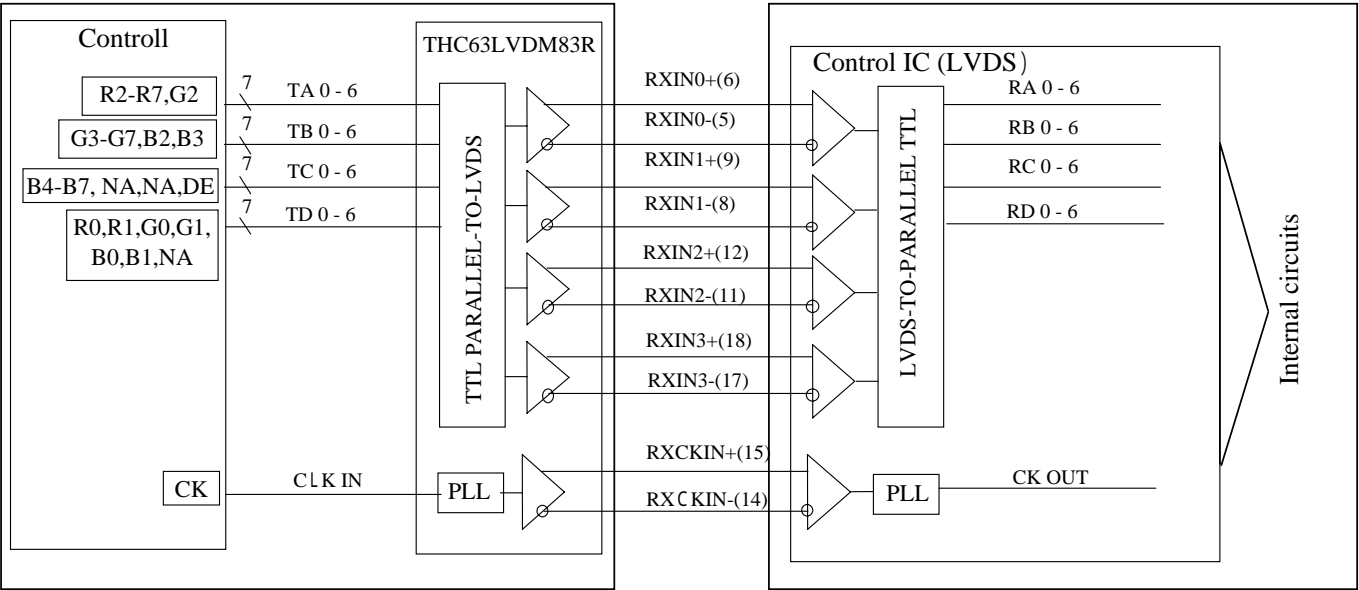 Controll
R2-R7,G2
G3-G7,B2,B3
B4-B7, NA,NA,DE
R0,R1,G0,G1,
B0,B1,NA
CK
7
TA 0 - 6
7
TB 0 - 6
7
TC 0 - 6
7
TD 0 - 6
CLK IN
THC63LVDM83R
TTL PARALLEL-TO-LVDS
PLL
RXIN0+(6)
RXIN0-(5)
RXIN1+(9)
RXIN1-(8)
RXIN2+(12)
RXIN2-(11)
RXIN3+(18)
RXIN3-(17)
RXCKIN+(15)
RXCKIN-(14)
Control IC (LVDS)
LVDS-TO-PARALLEL TTL
PLL
RA 0 - 6
RB 0 - 6
RC 0 - 6
RD 0 - 6
CK OUT
Internal circuits